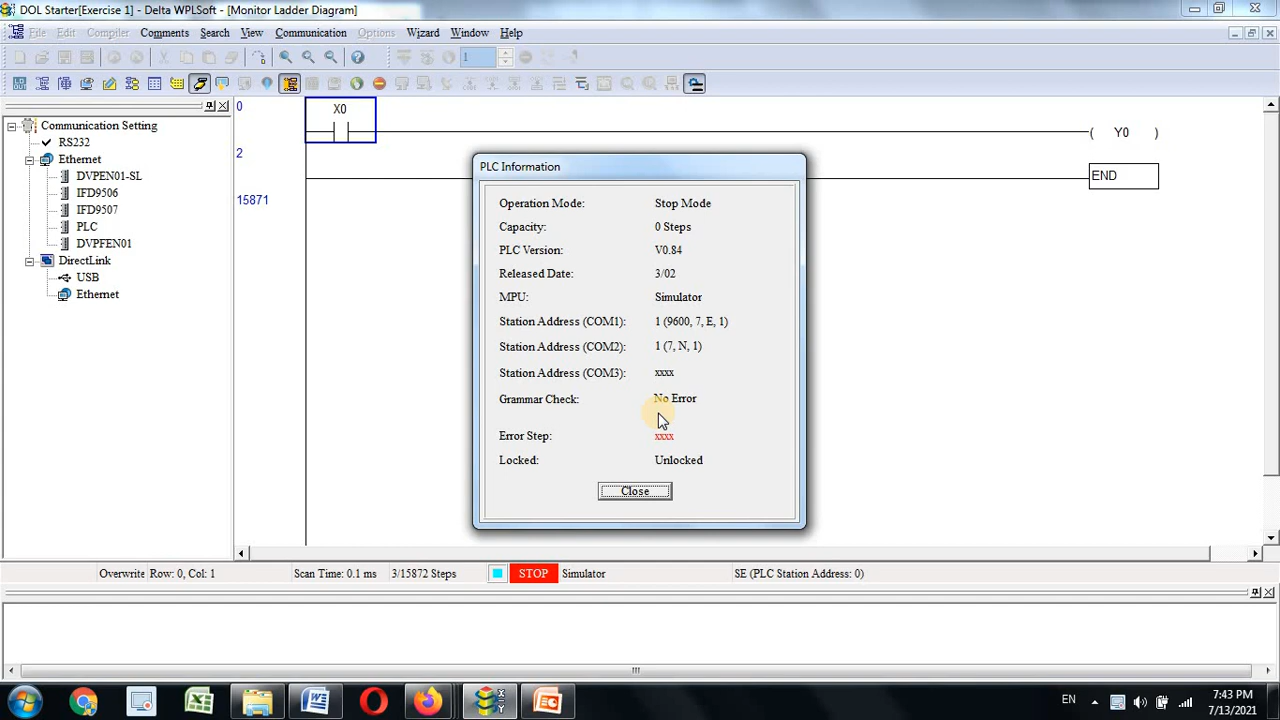 DOL Starter[Exercise 1] - Delta WPLSoft - [Monitor Ladder Diagram]
File Edit Compiler Comments Search View Communication Options Wizard Window Help
1
Communication Setting
RS232
Ethernet
DVPEN01-SL
IFD9506
IFD9507
PLC
DVPFEN01
DirectLink
USB
Ethernet
0
X0
Y0
2
END
15871
PLC Information
Operation Mode: Stop Mode
Capacity: 0 Steps
PLC Version: V0.84
Released Date: 3/02
MPU: Simulator
Station Address (COM1): 1 (9600, 7, E, 1)
Station Address (COM2): 1 (7, N, 1)
Station Address (COM3): xxxx
Grammar Check: No Error
Error Step: xxxx
Locked: Unlocked
Close
Overwrite Row: 0, Col: 1 Scan Time: 0.1 ms 3/15872 Steps STOP Simulator SE (PLC Station Address: 0)
EN
7:43 PM
7/13/2021